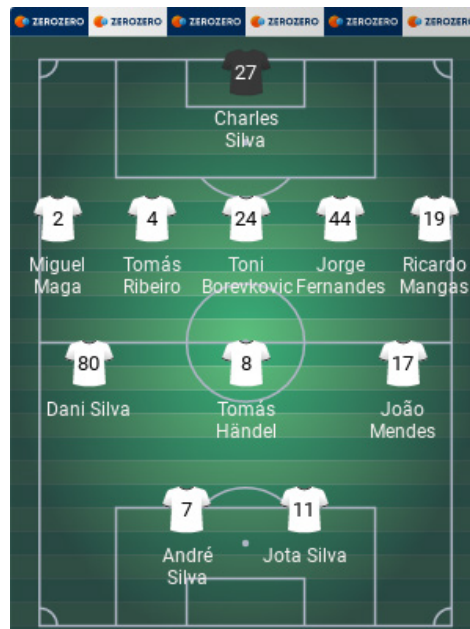 ZEROZERO ZEROZERO ZEROZERO ZEROZERO ZEROZERO ZEROZERO
27
Charles
Silva
2 4 24 44 19
Miguel Tomás Toni Jorge Ricardo
Maga Ribeiro Borevkovic Fernandes Mangas
80 8 17
Dani Silva Tomás João
Händel Mendes
7 11
André Jota Silva
Silva